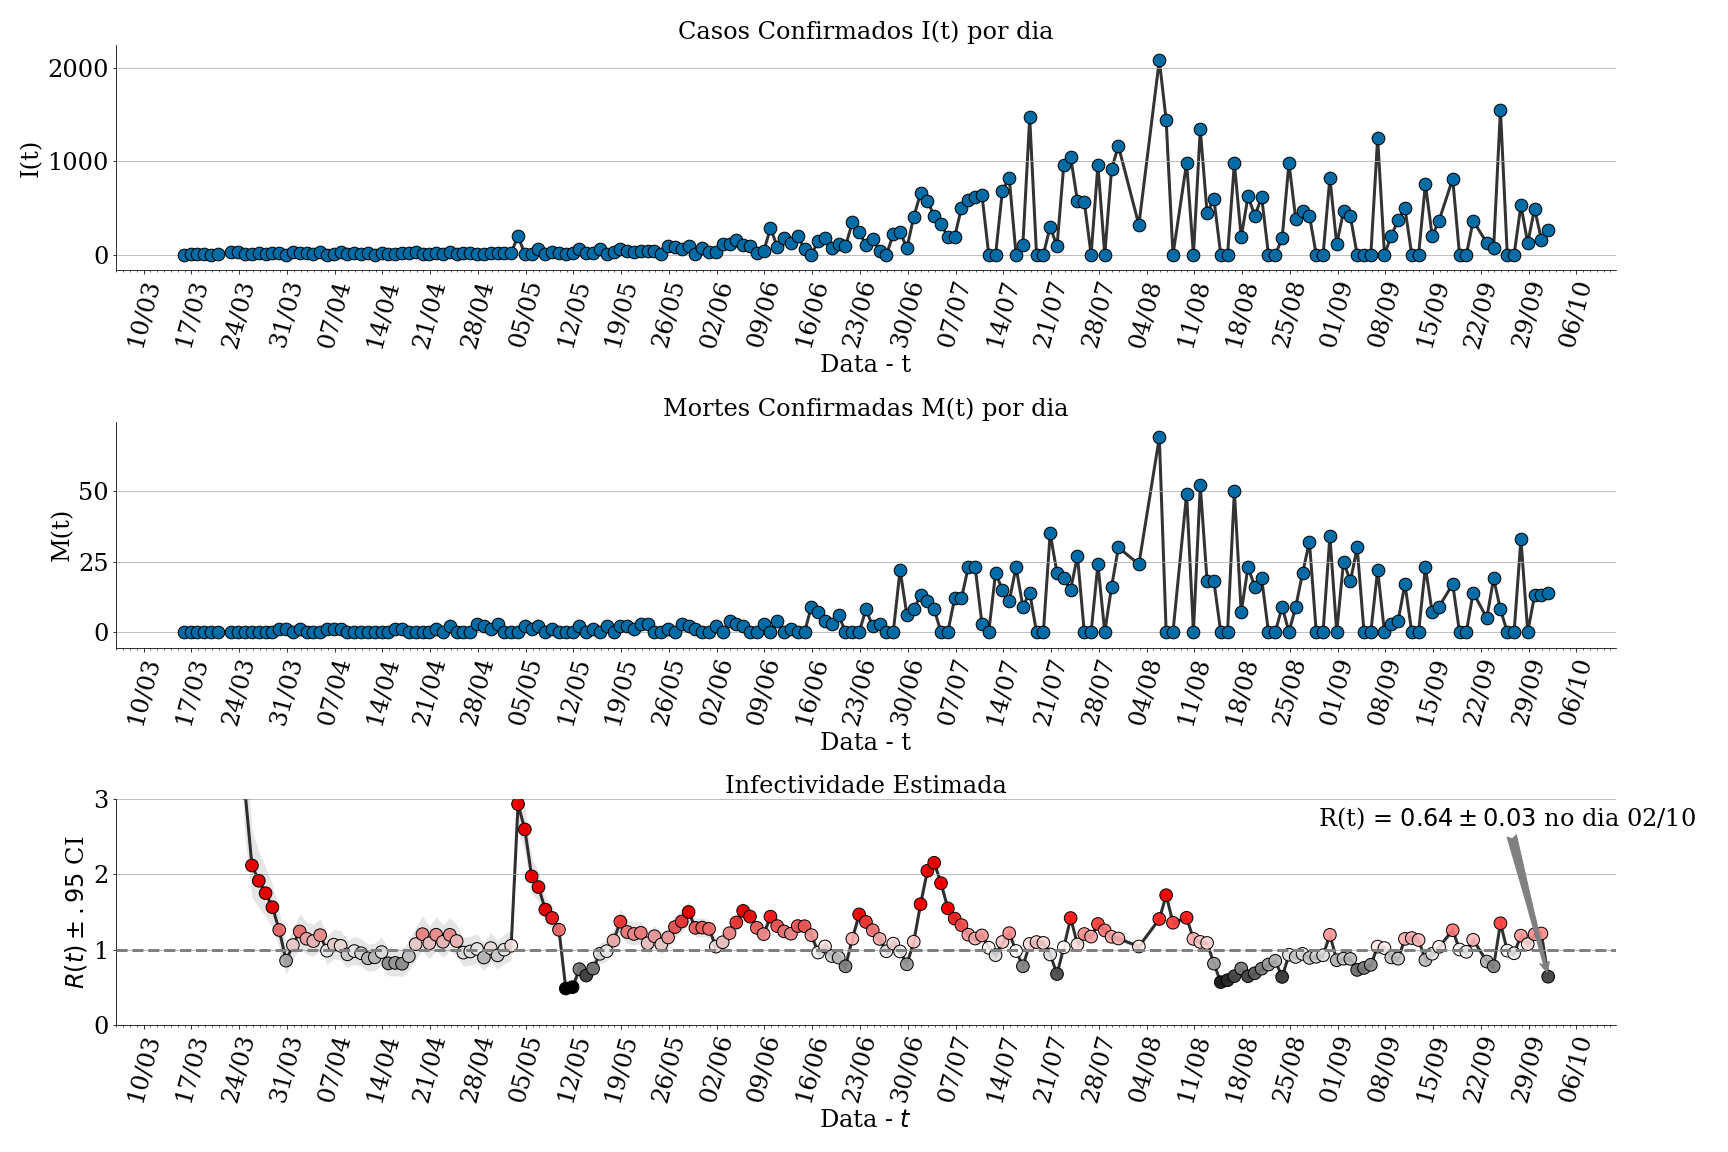 Casos Confirmados I(t) por dia
2000
1000
0
I(t)
10/03 17/03 24/03 31/03 07/04 14/04 21/04 28/04 05/05 12/05 19/05 26/05 02/06 09/06 16/06 23/06 30/06 07/07 14/07 21/07 28/07 04/08 11/08 18/08 25/08 01/09 08/09 15/09 22/09 29/09 06/10
Data - t
Mortes Confirmadas M(t) por dia
50
25
0
M(t)
10/03 17/03 24/03 31/03 07/04 14/04 21/04 28/04 05/05 12/05 19/05 26/05 02/06 09/06 16/06 23/06 30/06 07/07 14/07 21/07 28/07 04/08 11/08 18/08 25/08 01/09 08/09 15/09 22/09 29/09 06/10
Data - t
Infectividade Estimada
3
2
1
0
R(t) ± .95 CI
R(t) = 0.64 ± 0.03 no dia 02/10
10/03 17/03 24/03 31/03 07/04 14/04 21/04 28/04 05/05 12/05 19/05 26/05 02/06 09/06 16/06 23/06 30/06 07/07 14/07 21/07 28/07 04/08 11/08 18/08 25/08 01/09 08/09 15/09 22/09 29/09 06/10
Data - t